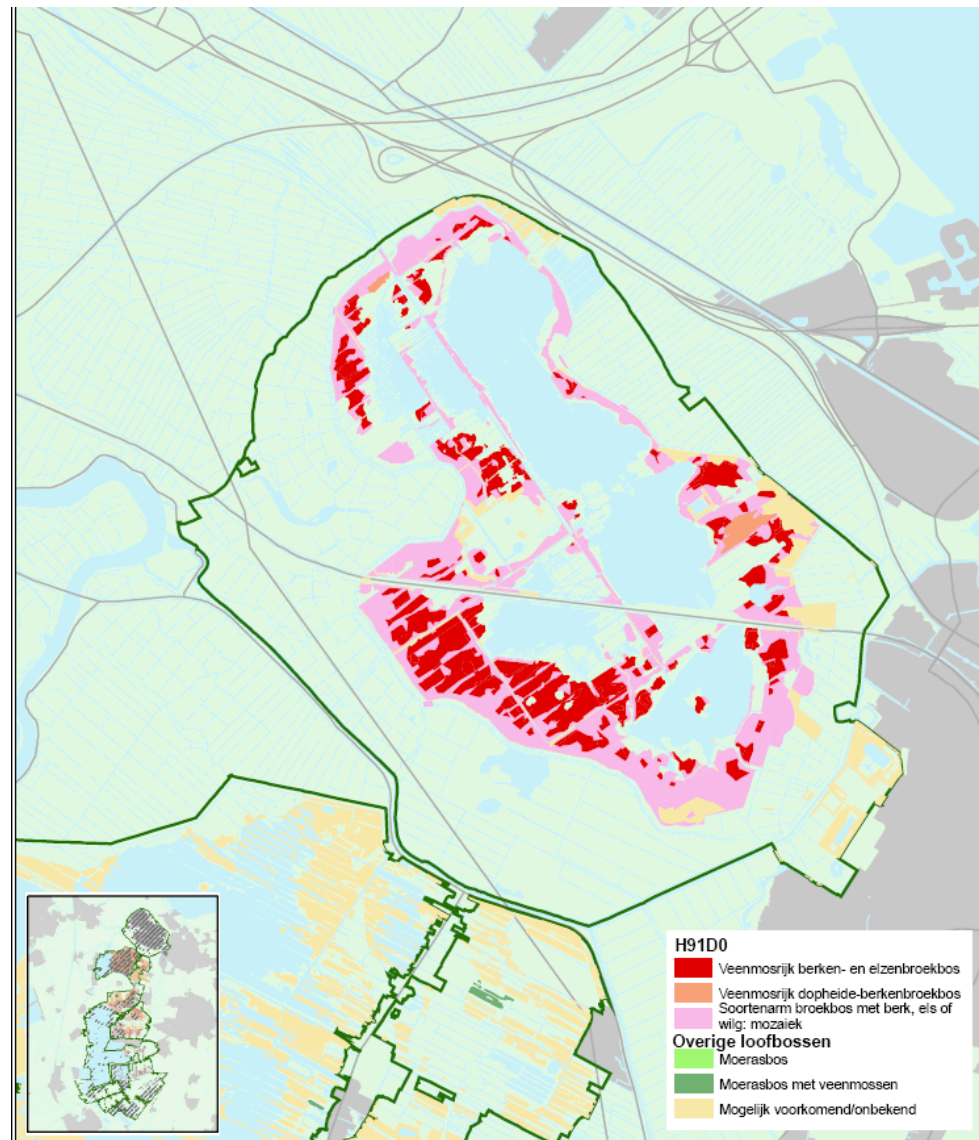 H91D0
Veenmosrijk berken- en elzenbroekbos
Veenmosrijk dopheide-berkenbroekbos
Soortenarm broekbos met berk, els of
wilg: mozaiek
Overige loofbossen
Moerasbos
Moerasbos met veenmossen
Mogelijk voorkomend/onbekend